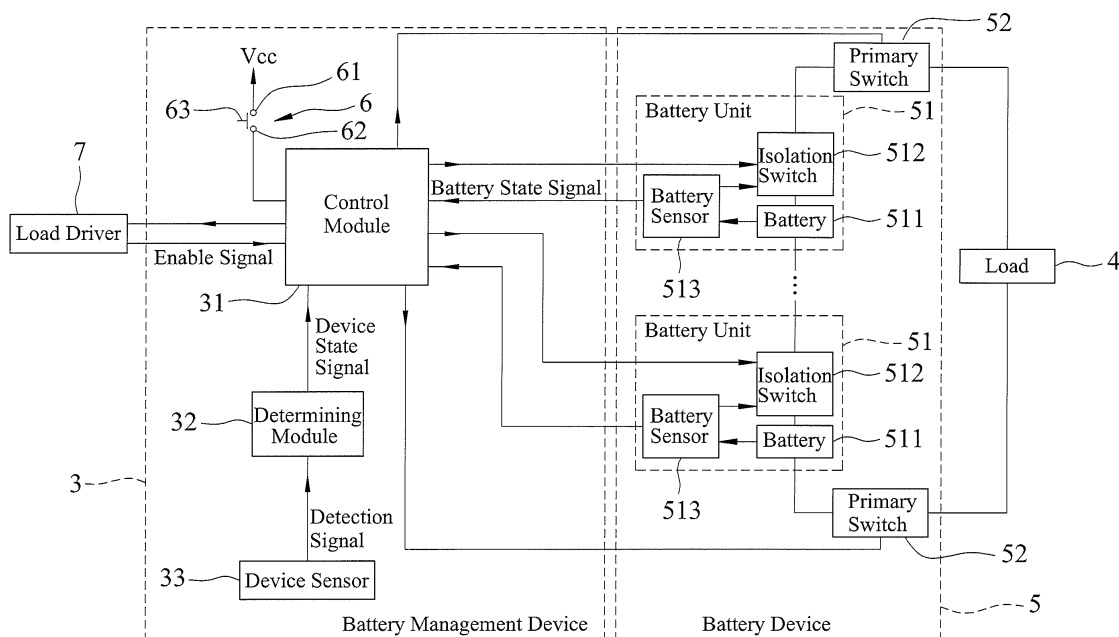 52
Primary
Switch
Vcc
61
63
6
62
Battery Unit
51
7
Isolation
Switch
512
Battery State Signal
Control
Module
Battery
Sensor
Battery
511
Load Driver
Enable Signal
Load
4
31
513
Device
State
Signal
Battery Unit
51
Isolation
Switch
512
32
Determining
Module
Battery
Sensor
Battery
511
3
513
Primary
Switch
Detection
Signal
52
33
Device Sensor
5
Battery Management Device
Battery Device